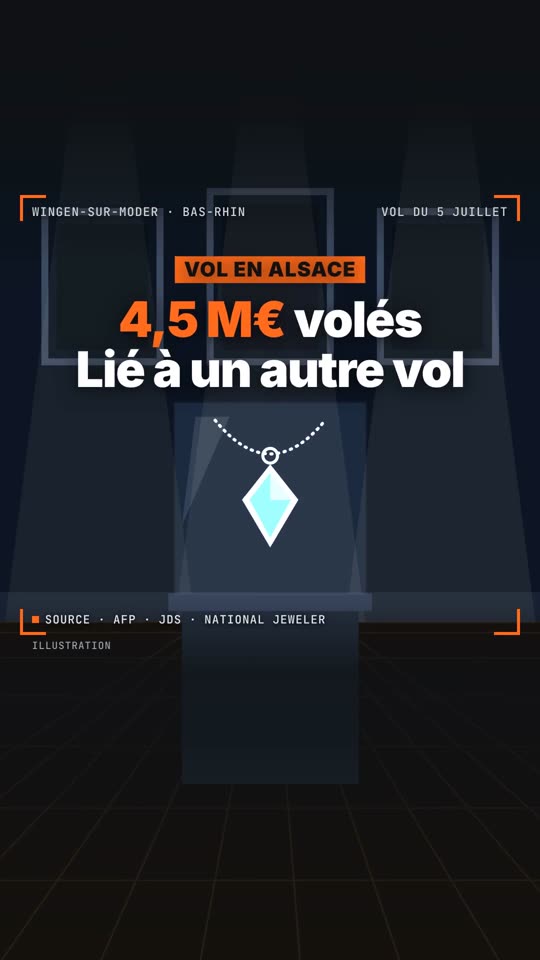 WINGEN-SUR-MODER · BAS-RHIN
VOL DU 5 JUILLET
VOL EN ALSACE
4,5 M€ volés
Lié à un autre vol
SOURCE · AFP · JDS · NATIONAL JEWELER
ILLUSTRATION